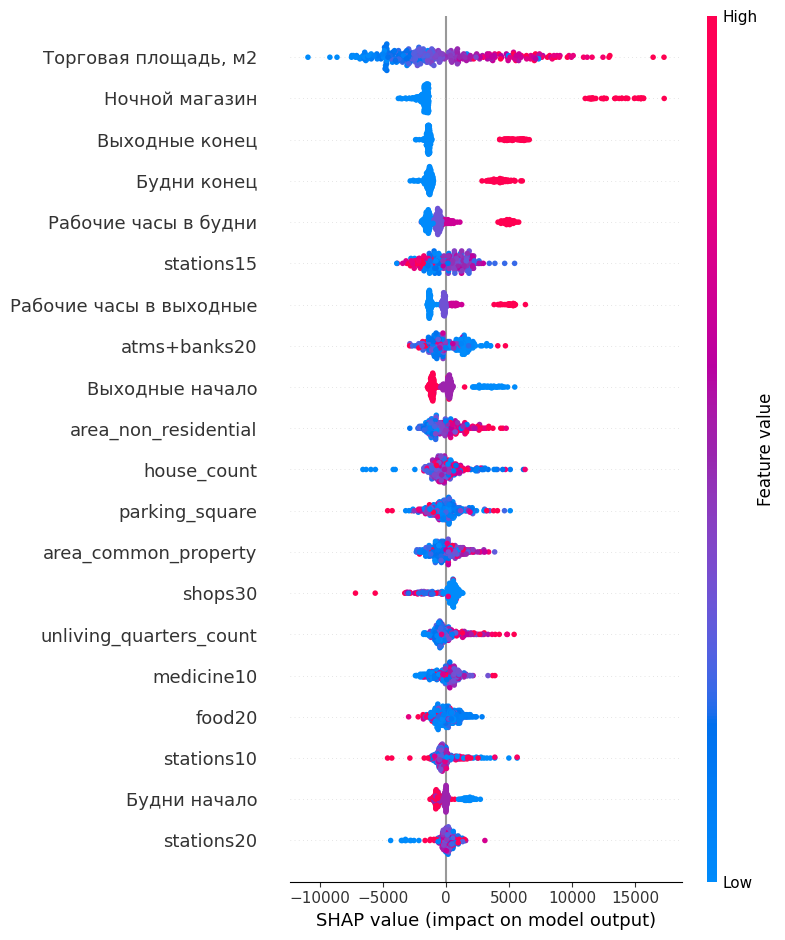 High
Торговая площадь, м2
Ночной магазин
Выходные конец
Будни конец
Рабочие часы в будни
stations15
Рабочие часы в выходные
atms+banks20
Выходные начало
area_non_residential
house_count
parking_square
area_common_property
shops30
unliving_quarters_count
medicine10
food20
stations10
Будни начало
stations20
Feature value
Low
−10000 −5000 0 5000 10000 15000
SHAP value (impact on model output)